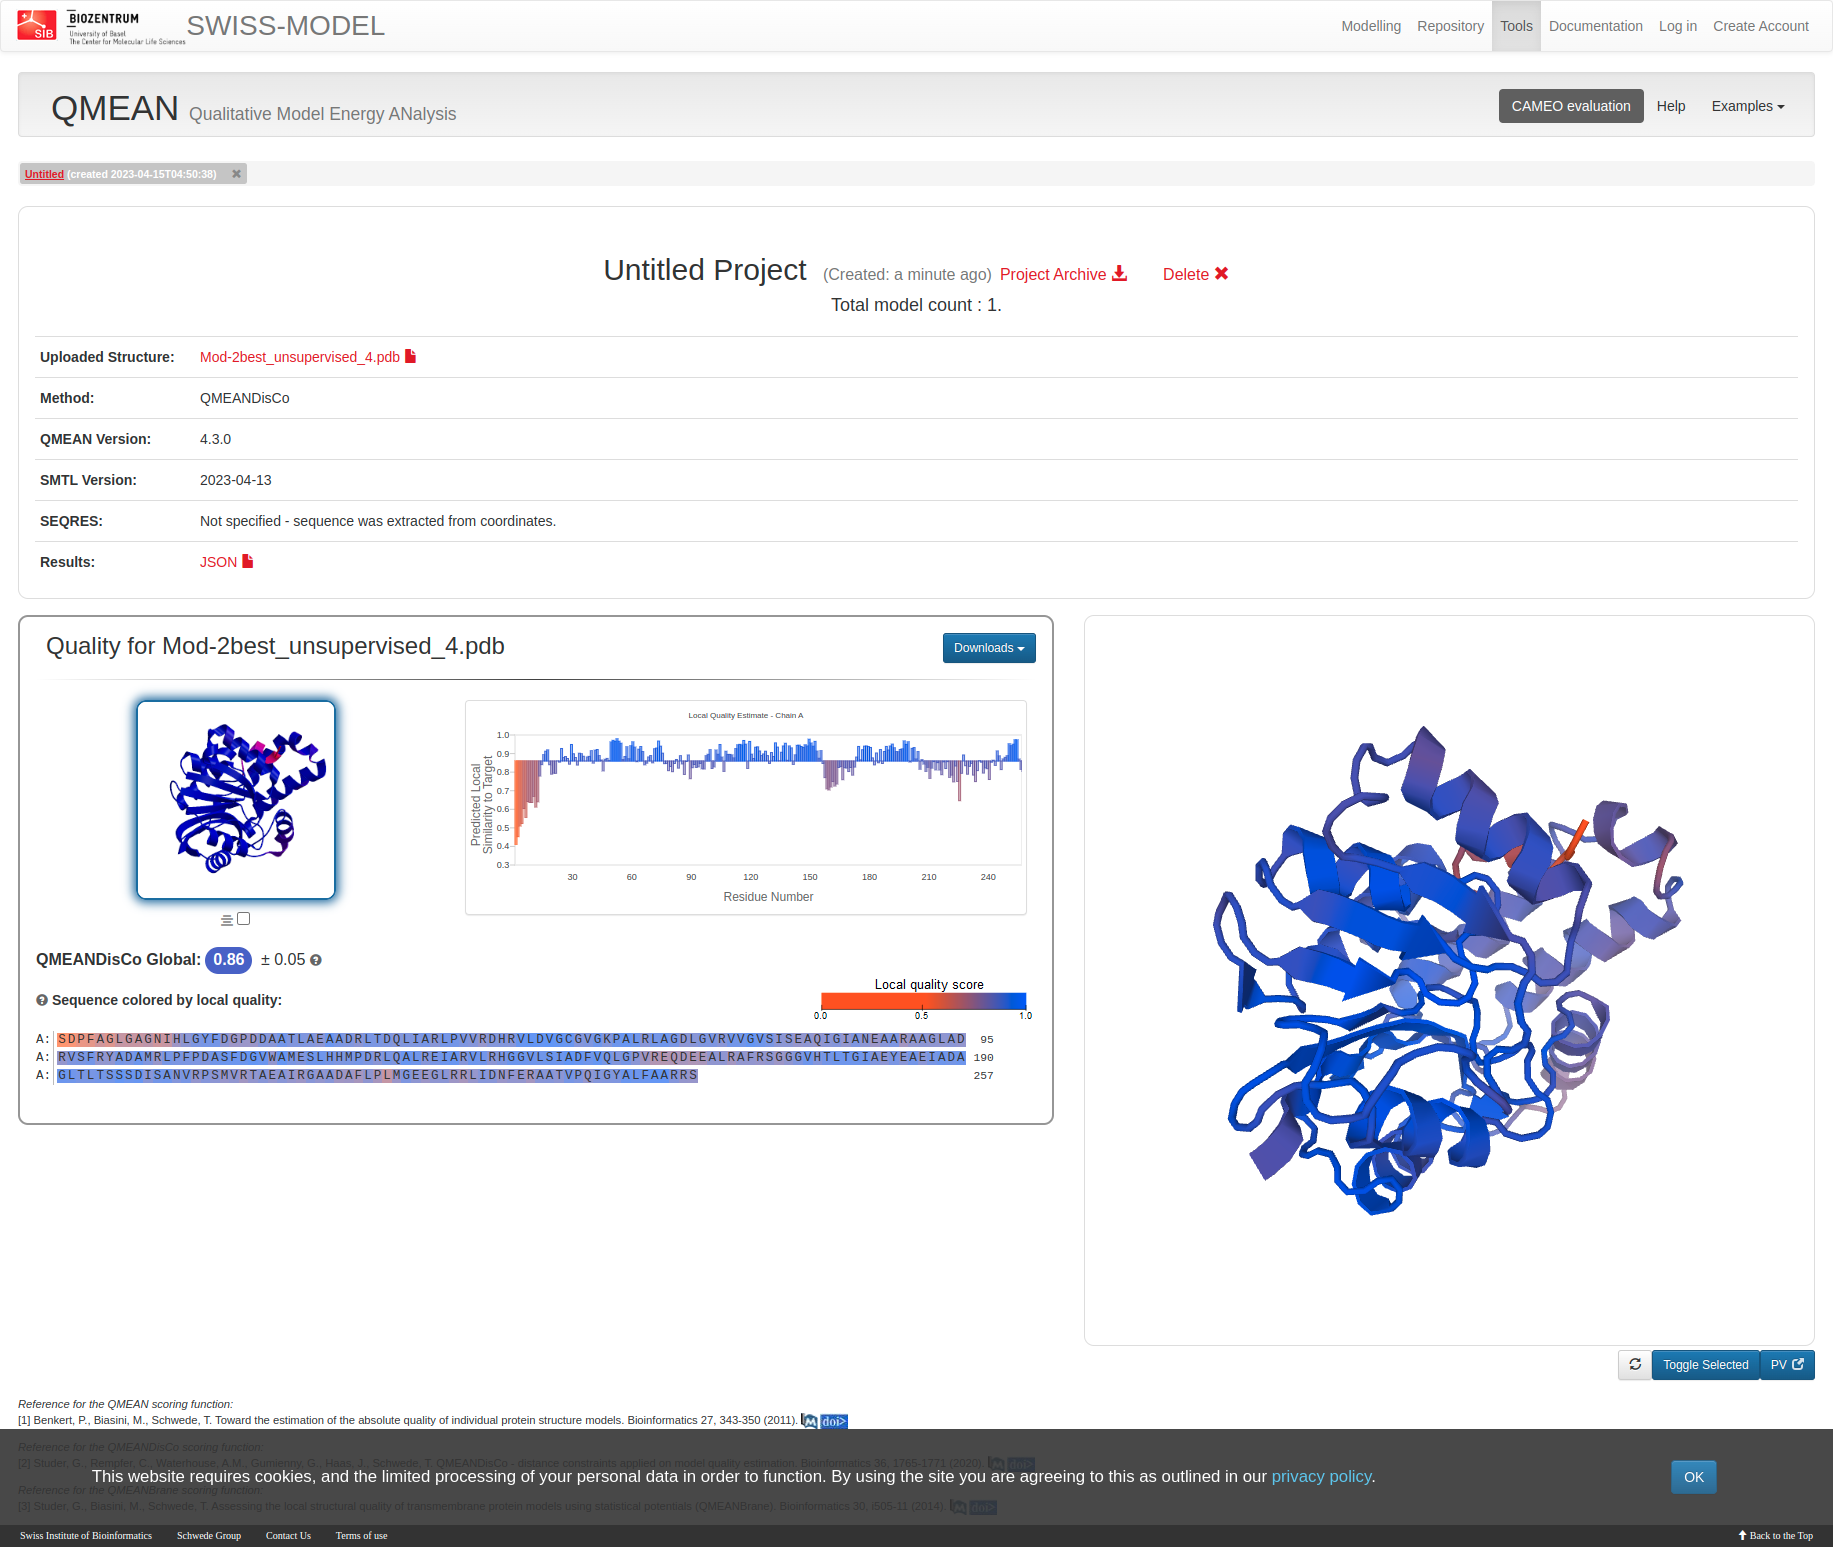 SIB BIOZENTRUM
University of Basel
The Center for Molecular Life Sciences
SWISS-MODEL
Modelling Repository Tools Documentation Log in Create Account
QMEAN Qualitative Model Energy ANalysis
CAMEO evaluation Help Examples
Untitled (created 2023-04-15T04:50:38) ✖
Untitled Project (Created: a minute ago) Project Archive Delete ✖
Total model count : 1.
Uploaded Structure: Mod-2best_unsupervised_4.pdb
Method: QMEANDisCo
QMEAN Version: 4.3.0
SMTL Version: 2023-04-13
SEQRES: Not specified - sequence was extracted from coordinates.
Results: JSON
Quality for Mod-2best_unsupervised_4.pdb
Downloads
Local Quality Estimate - Chain A
Predicted Local
Similarity to Target
1.0
0.9
0.8
0.7
0.6
0.5
0.4
0.3
30 60 90 120 150 180 210 240
Residue Number
QMEANDisCo Global: 0.86 ± 0.05
Sequence colored by local quality:
Local quality score
0.0 0.5 1.0
A: SDPFAGLGAGNIHLGYFDGPDDAATLAEAADRLTDQLIARLPVVRDHRVLDVGCGVGKPALRLAGDLGVRVVGVSISEAQIGIANEAARAAGLAD 95
A: RVSFRYADAMRLPFPDASFDGVWAMESLHHMPDRLQALREIARVLRHGGVLSIADFVQLGPVREQDEEALRAFRSGGGVHTLTGIAEYEAEIADA 190
A: GLTLTSSSDISANVRPSMVRTAEAIRGAADAFLPLMGEEGLRRLIDNFERAATVPQIGYALFAARRS 257
Toggle Selected PV
Reference for the QMEAN scoring function:
[1] Benkert, P., Biasini, M., Schwede, T. Toward the estimation of the absolute quality of individual protein structure models. Bioinformatics 27, 343-350 (2011). M doi>
Reference for the QMEANDisCo scoring function:
[2] Studer, G., Rempfer, C., Waterhouse, A.M., Gumienny, G., Haas, J., Schwede, T. QMEANDisCo - distance constraints applied on model quality estimation. Bioinformatics 36, 1765-1771 (2020). M doi>
This website requires cookies, and the limited processing of your personal data in order to function. By using the site you are agreeing to this as outlined in our privacy policy.
OK
Reference for the QMEANBrane scoring function:
[3] Studer, G., Biasini, M., Schwede, T. Assessing the local structural quality of transmembrane protein models using statistical potentials (QMEANBrane). Bioinformatics 30, i505-11 (2014). M doi>
Swiss Institute of Bioinformatics Schwede Group Contact Us Terms of use
Back to the Top